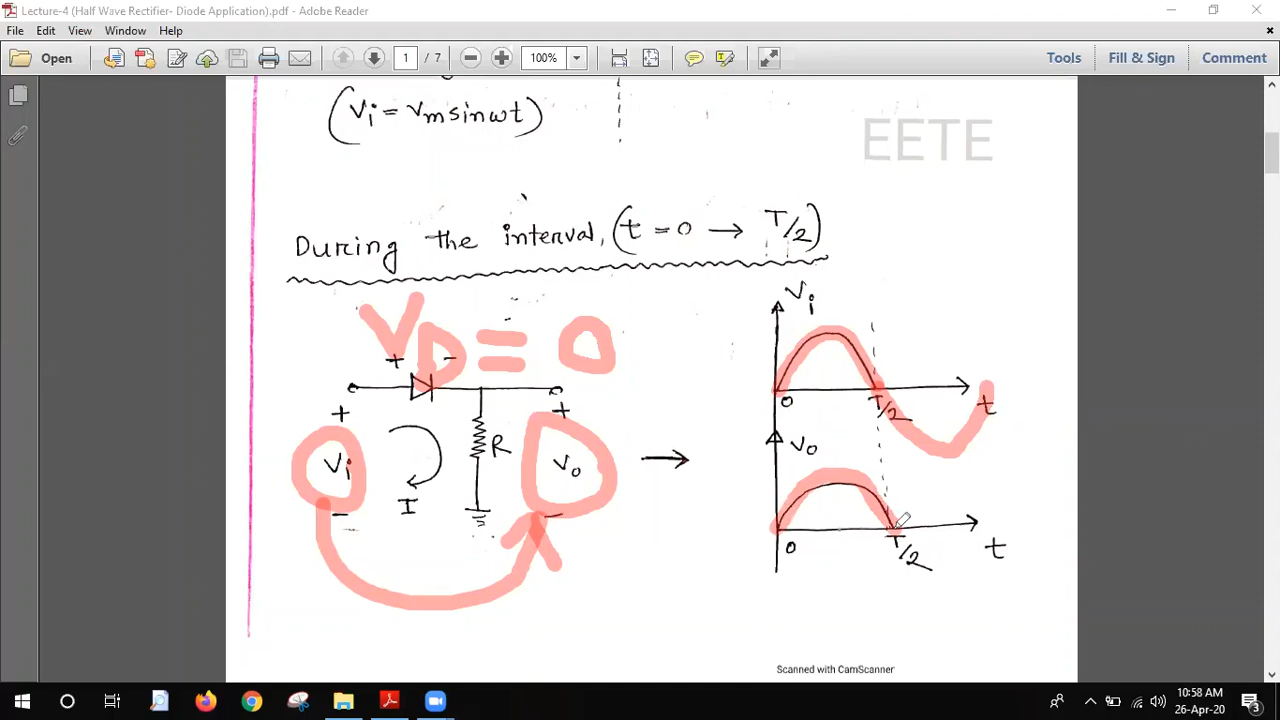 Lecture-4 (Half Wave Rectifier- Diode Application).pdf - Adobe Reader
File Edit View Window Help
Open 1 / 7 100% Tools Fill & Sign Comment
(Vi = Vm sinωt)
EETE
During the interval, (t = 0 → T/2)
Vi
VD = 0
+ -
0 T/2 t
+ +
Vo
Vi R Vo
I
- -
0 T/2 t
Scanned with CamScanner
10:58 AM
26-Apr-20
3